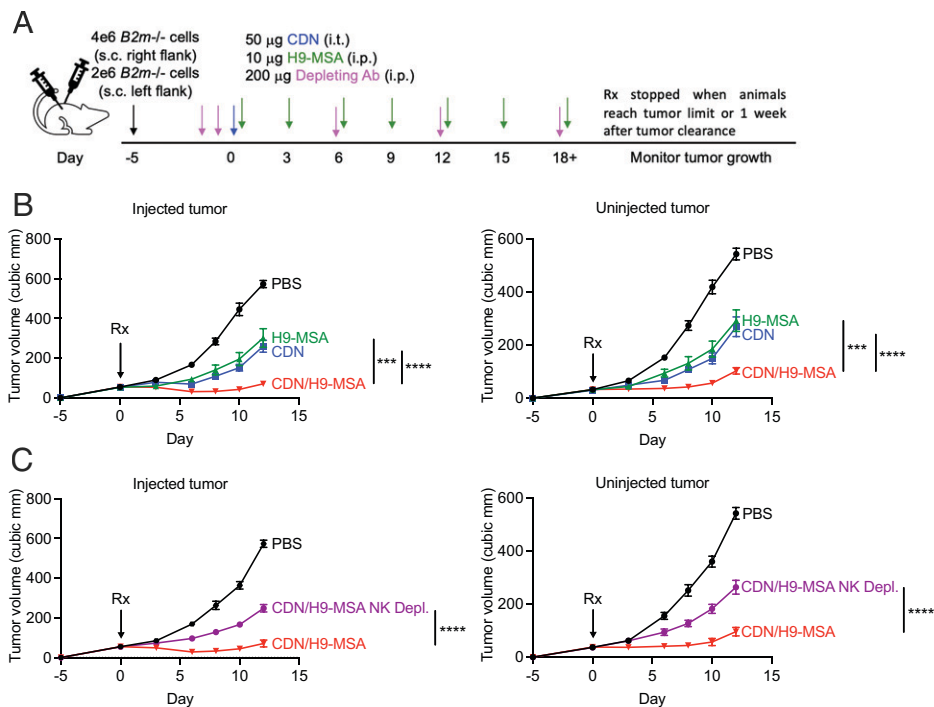 A
4e6 B2m-/- cells
(s.c. right flank)
2e6 B2m-/- cells
(s.c. left flank)
50 µg CDN (i.t.)
10 µg H9-MSA (i.p.)
200 µg Depleting Ab (i.p.)
Rx stopped when animals
reach tumor limit or 1 week
after tumor clearance
Day -5 0 3 6 9 12 15 18+ Monitor tumor growth
B
Injected tumor
Tumor volume (cubic mm)
800
600
400
200
0
-5 0 5 10 15
Day
Rx
PBS
H9-MSA
CDN
CDN/H9-MSA
*** ****
Uninjected tumor
Tumor volume (cubic mm)
600
400
200
0
-5 0 5 10 15
Day
Rx
PBS
H9-MSA
CDN
CDN/H9-MSA
*** ****
C
Injected tumor
Tumor volume (cubic mm)
800
600
400
200
0
-5 0 5 10 15
Day
Rx
PBS
CDN/H9-MSA NK Depl.
CDN/H9-MSA
****
Uninjected tumor
Tumor volume (cubic mm)
600
400
200
0
-5 0 5 10 15
Day
Rx
PBS
CDN/H9-MSA NK Depl.
CDN/H9-MSA
****